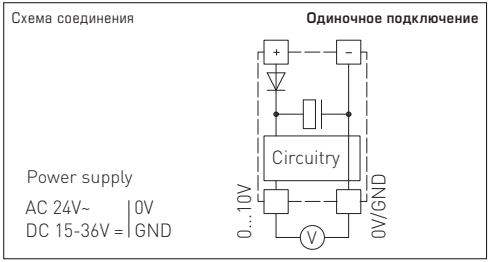 Схема соединения
Одиночное подключение
+ −
Circuitry
Power supply
AC 24V~ | 0V
DC 15-36V = | GND
0...10V
0V/GND
V